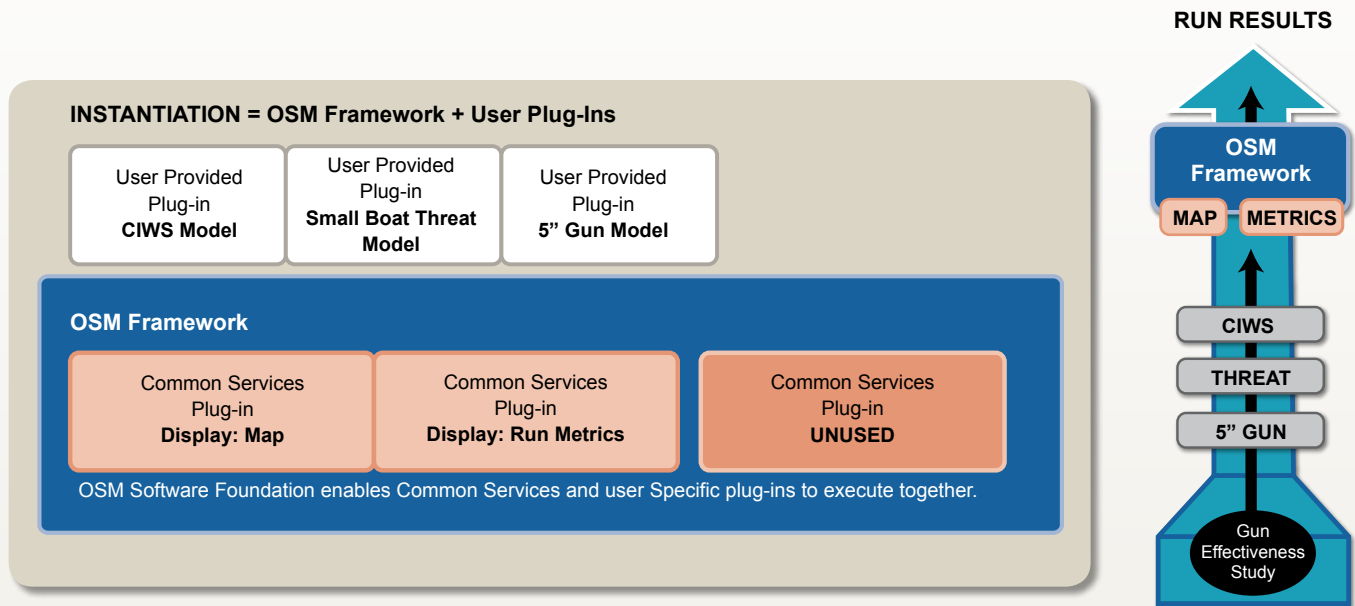 RUN RESULTS
INSTANTIATION = OSM Framework + User Plug-Ins
User Provided
Plug-in
CIWS Model
User Provided
Plug-in
Small Boat Threat
Model
User Provided
Plug-in
5” Gun Model
OSM Framework
Common Services
Plug-in
Display: Map
Common Services
Plug-in
Display: Run Metrics
Common Services
Plug-in
UNUSED
OSM Software Foundation enables Common Services and user Specific plug-ins to execute together.
OSM
Framework
MAP
METRICS
CIWS
THREAT
5” GUN
Gun
Effectiveness
Study